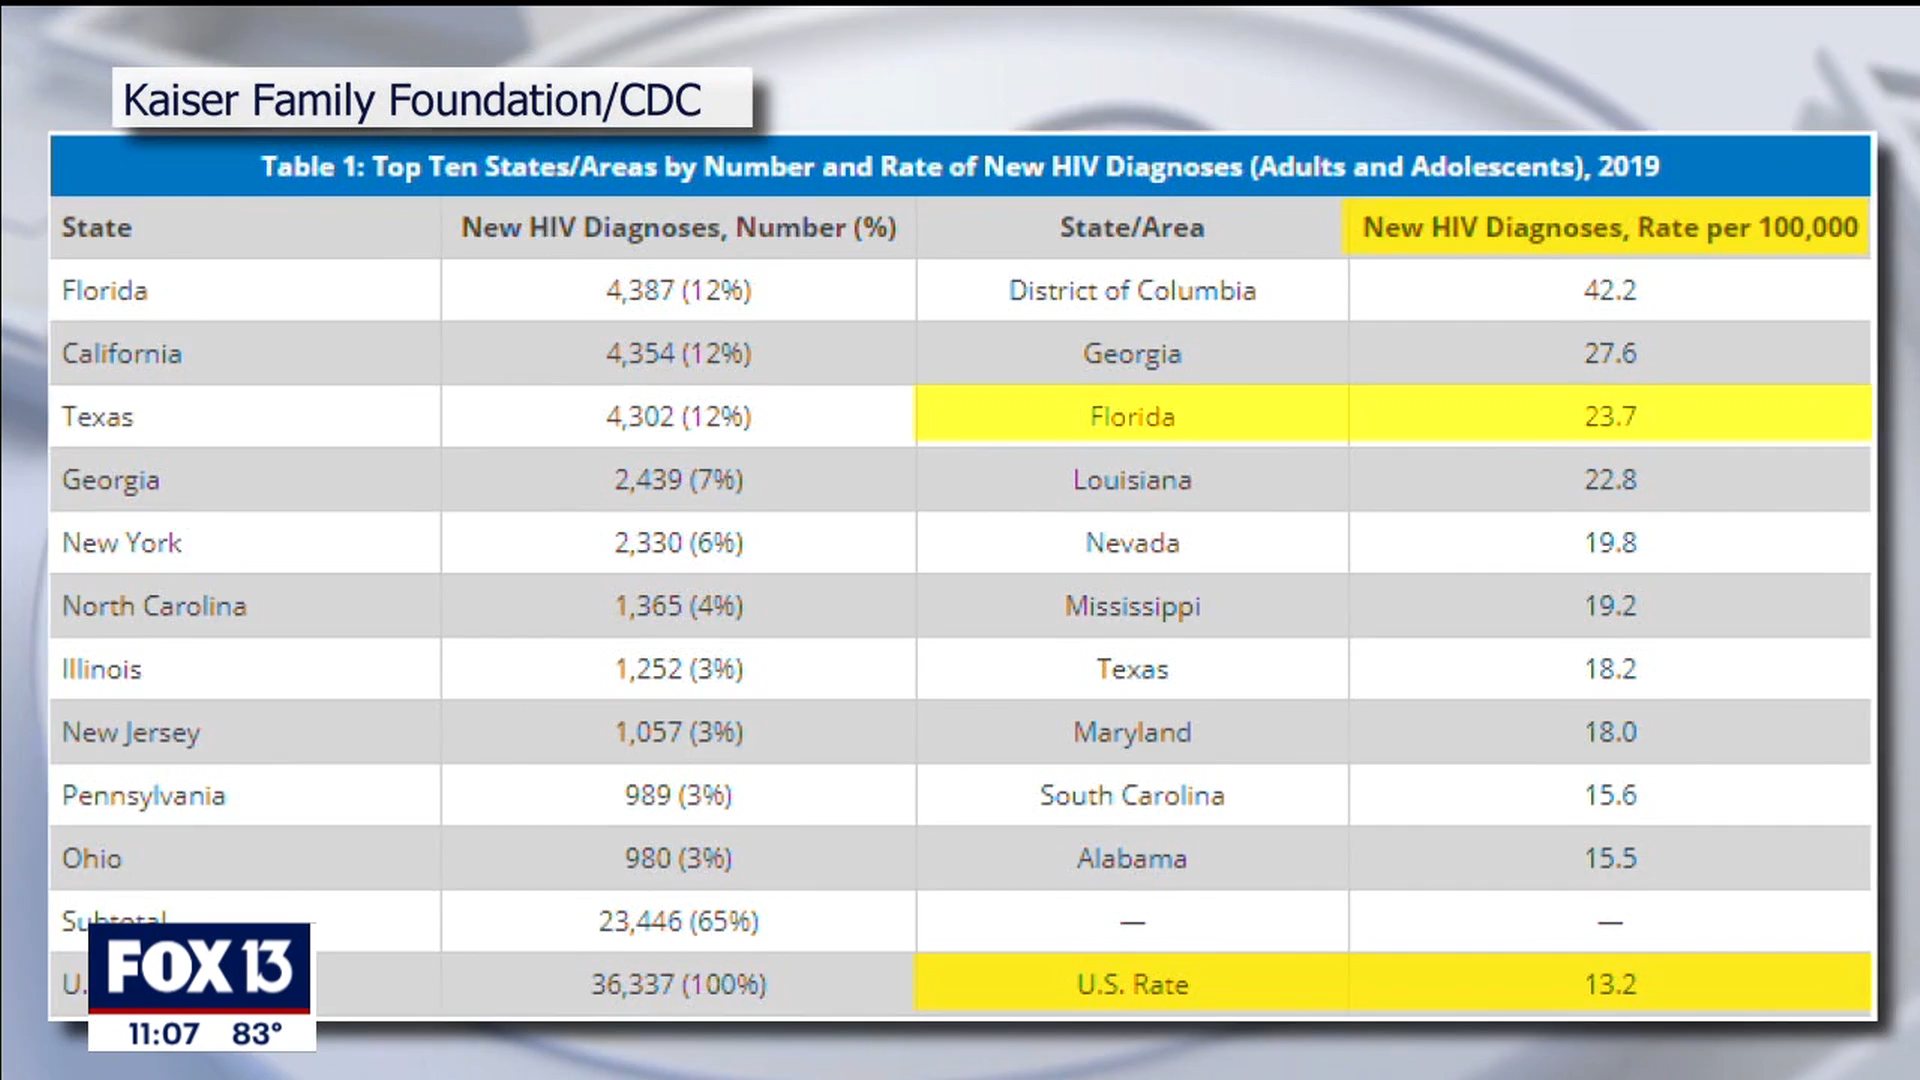 Kaiser Family Foundation/CDC
Table 1: Top Ten States/Areas by Number and Rate of New HIV Diagnoses (Adults and Adolescents), 2019
State New HIV Diagnoses, Number (%) State/Area New HIV Diagnoses, Rate per 100,000
Florida 4,387 (12%) District of Columbia 42.2
California 4,354 (12%) Georgia 27.6
Texas 4,302 (12%) Florida 23.7
Georgia 2,439 (7%) Louisiana 22.8
New York 2,330 (6%) Nevada 19.8
North Carolina 1,365 (4%) Mississippi 19.2
Illinois 1,252 (3%) Texas 18.2
New Jersey 1,057 (3%) Maryland 18.0
Pennsylvania 989 (3%) South Carolina 15.6
Ohio 980 (3%) Alabama 15.5
Subtotal 23,446 (65%) — —
U. 36,337 (100%) U.S. Rate 13.2
FOX 13
11:07 83°